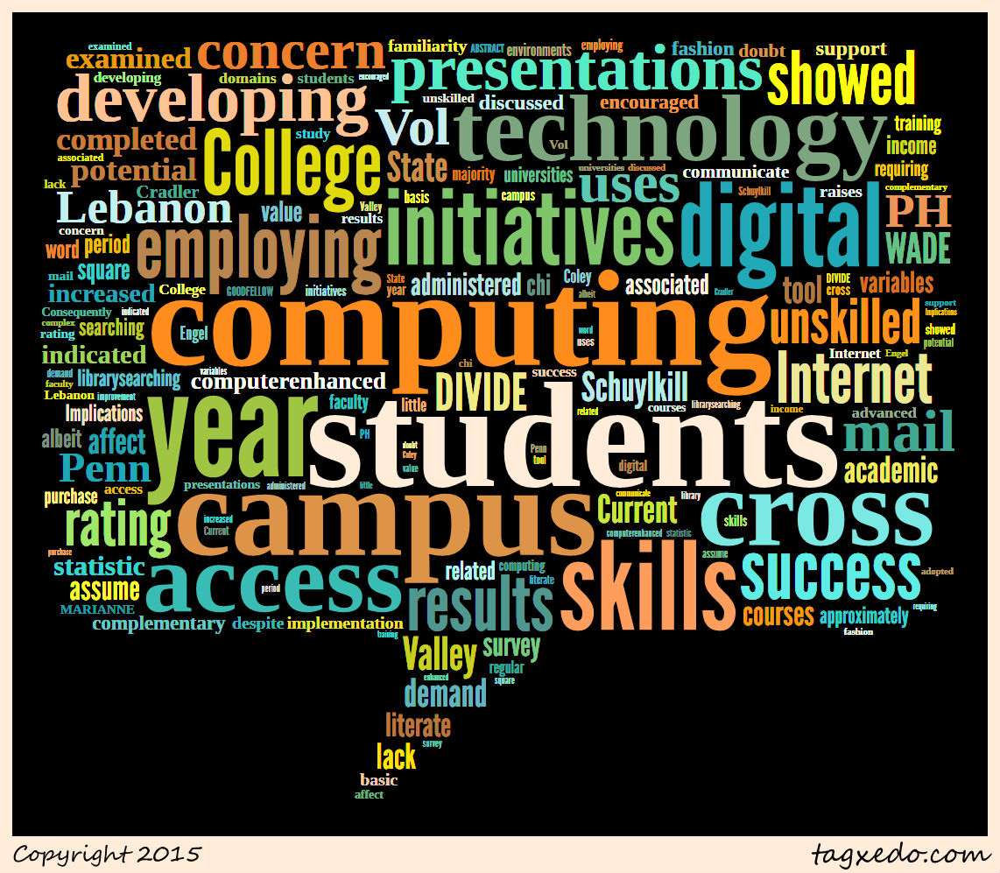 examined concern familiarity ABSTRACT environments employing fashion doubt support
examined developing domains students encouraged presentations showed
developing unskilled discussed encouraged
completed study College Vol technology Vol training income
associated potential State majority universities universities discussed communicate requiring
lack Cradler Valley basis campus uses Schuylkill raises complementary
Lebanon value results initiatives digital PH
concern word period employing WADE
mail square State year administered chi Coley associated tool DIVIDE cross variables
increased College GOODFELLOW initiatives albeit Cradler support
Consequently indicated computing unskilled Implications
complex rating searching Engel word uses showed potential
indicated variables chi success Internet Engel
demand faculty librarysearching computerenhanced DIVIDE Schuylkill Internet
Lebanon improvement year faculty little related courses librarysearching income advanced
Implications students mail
albeit affect PH doubt Coley Penn tool
Penn value digital academic
presentations administered little
purchase access campus communicate Current library cross
rating increased Current computerenhanced statistic skills
purchase statistic access related computing literate skills assume success adopted
assume period results courses approximately requiring
MARIANNE
complementary despite implementation fashion
training Valley survey
regular
enhanced square
demand
literate
survey
lack
basic
affect
Copyright 2015
tagxedo.com